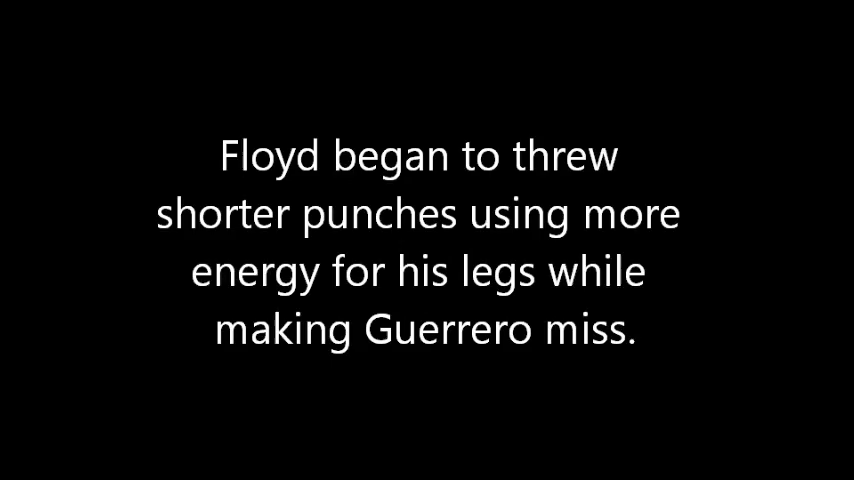 Floyd began to threw
shorter punches using more
energy for his legs while
making Guerrero miss.